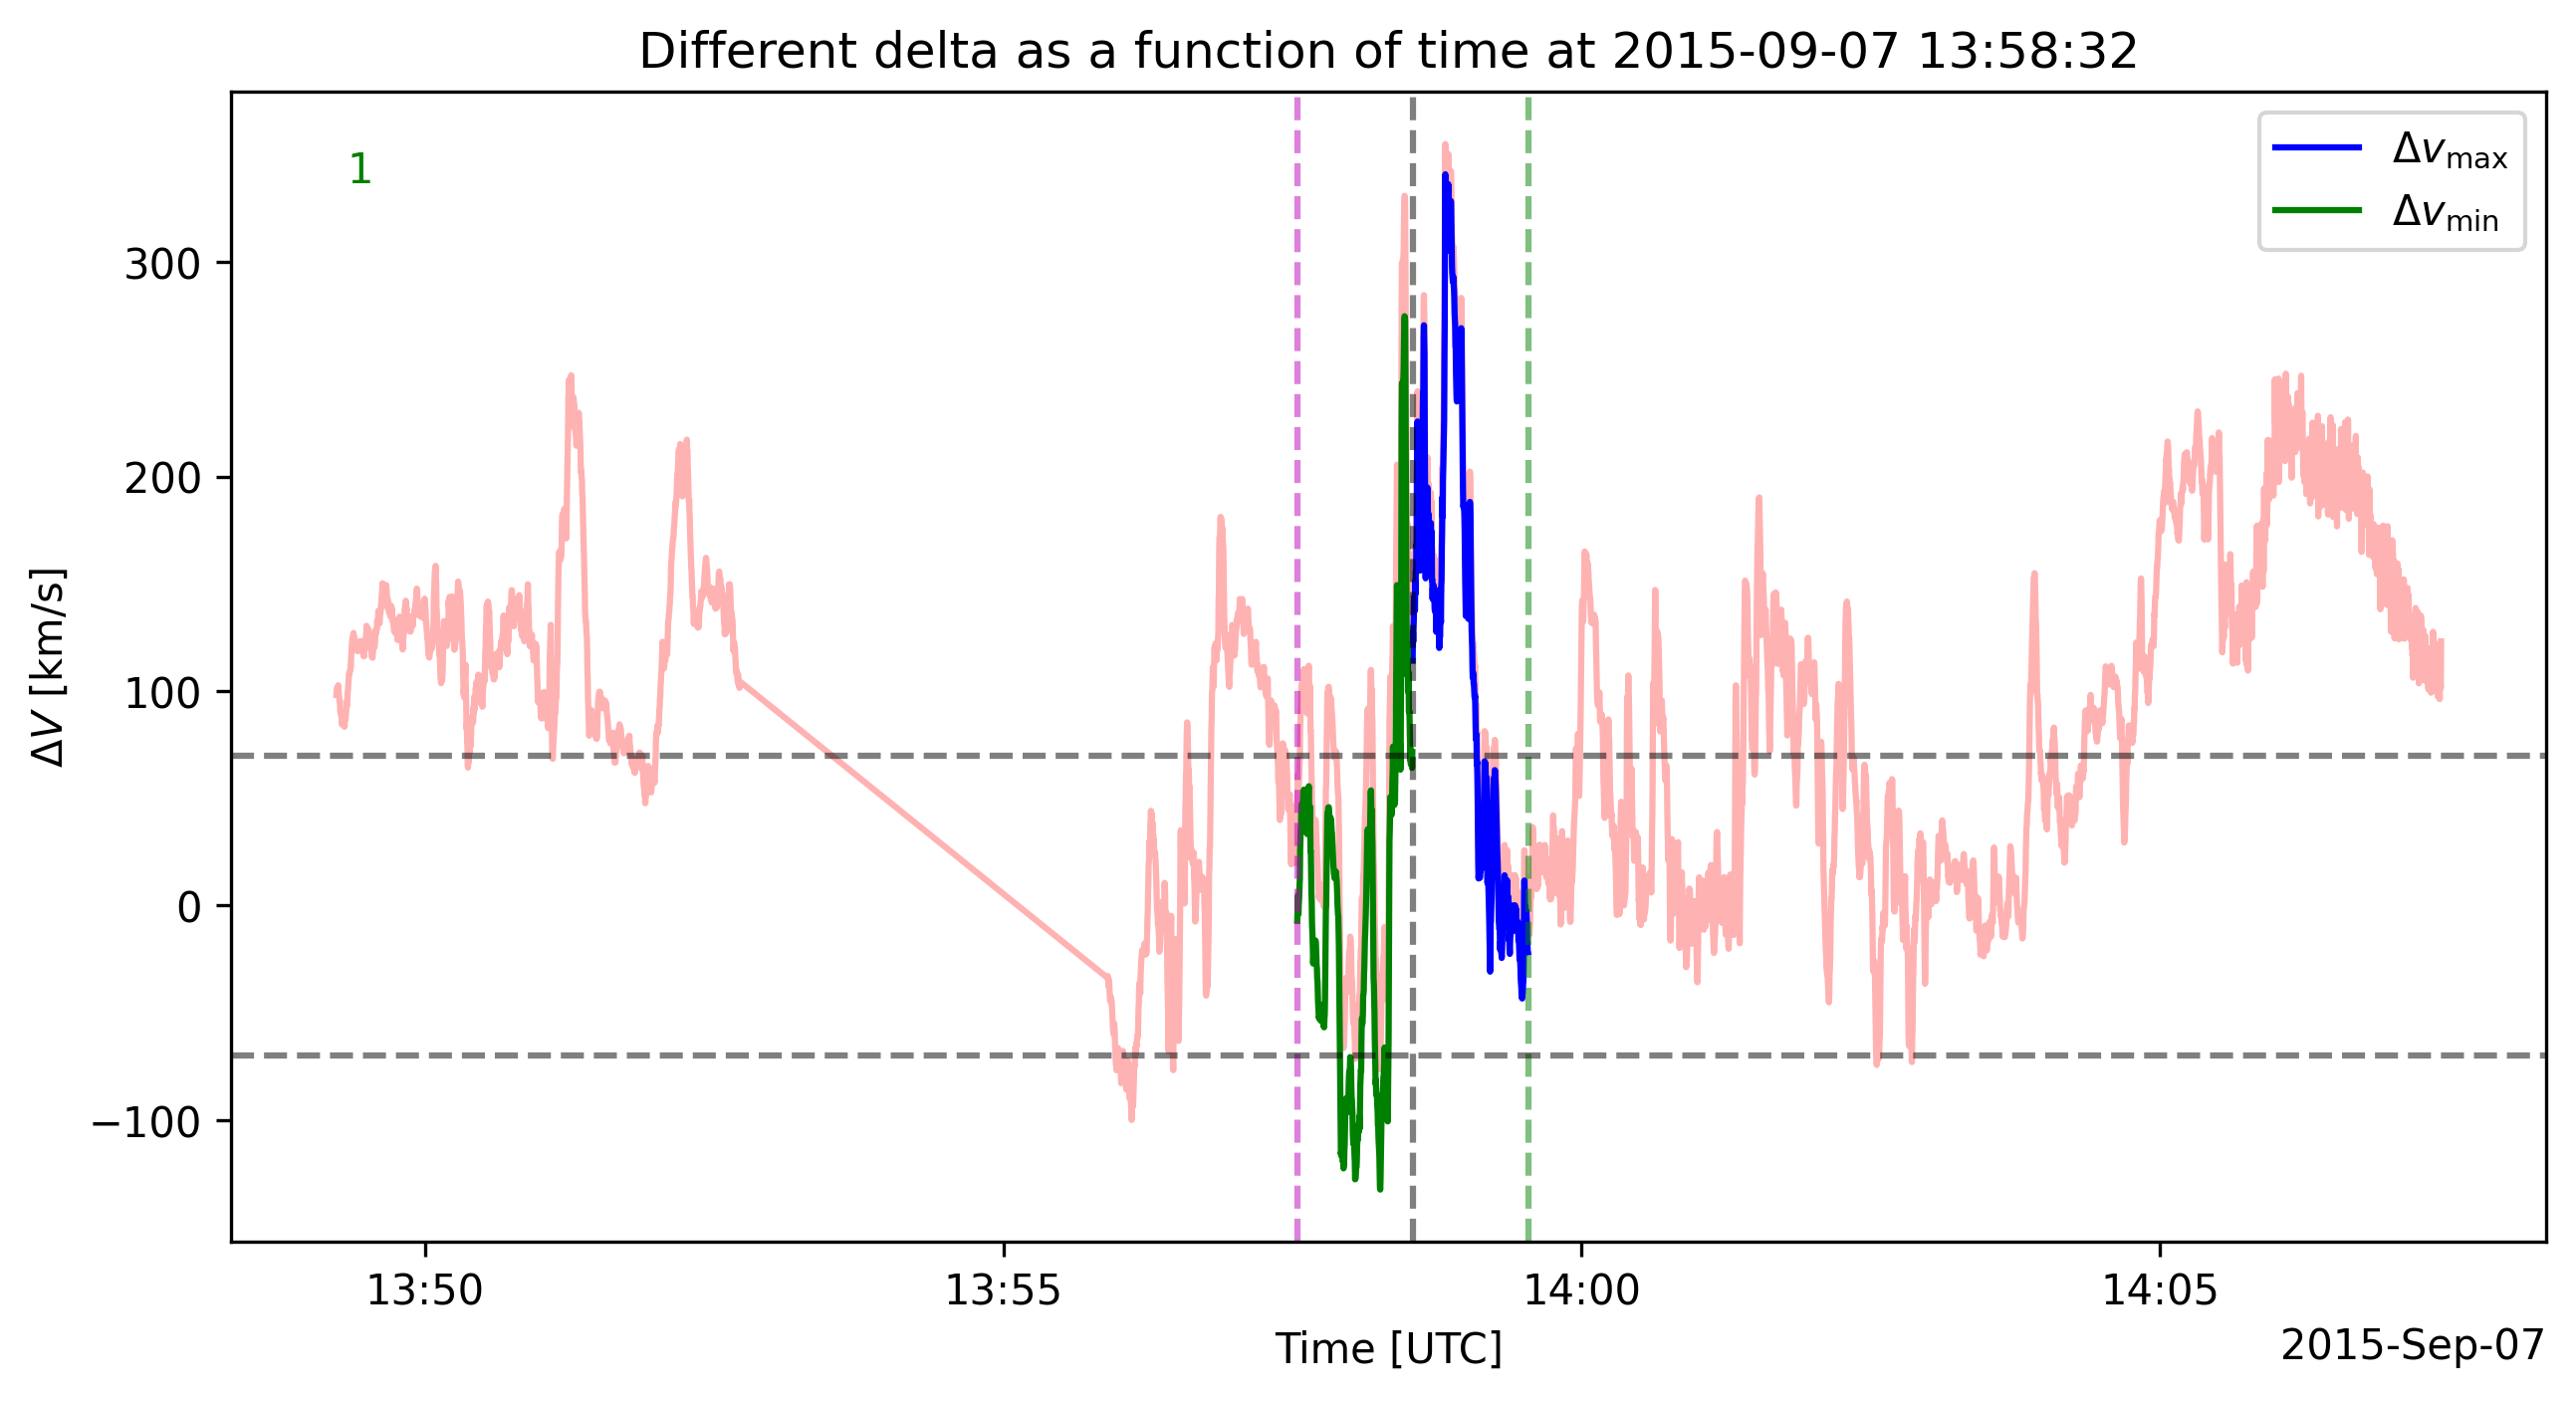 Different delta as a function of time at 2015-09-07 13:58:32
1
Δv_max
Δv_min
300
200
100
0
−100
ΔV [km/s]
13:50
13:55
14:00
14:05
Time [UTC]
2015-Sep-07